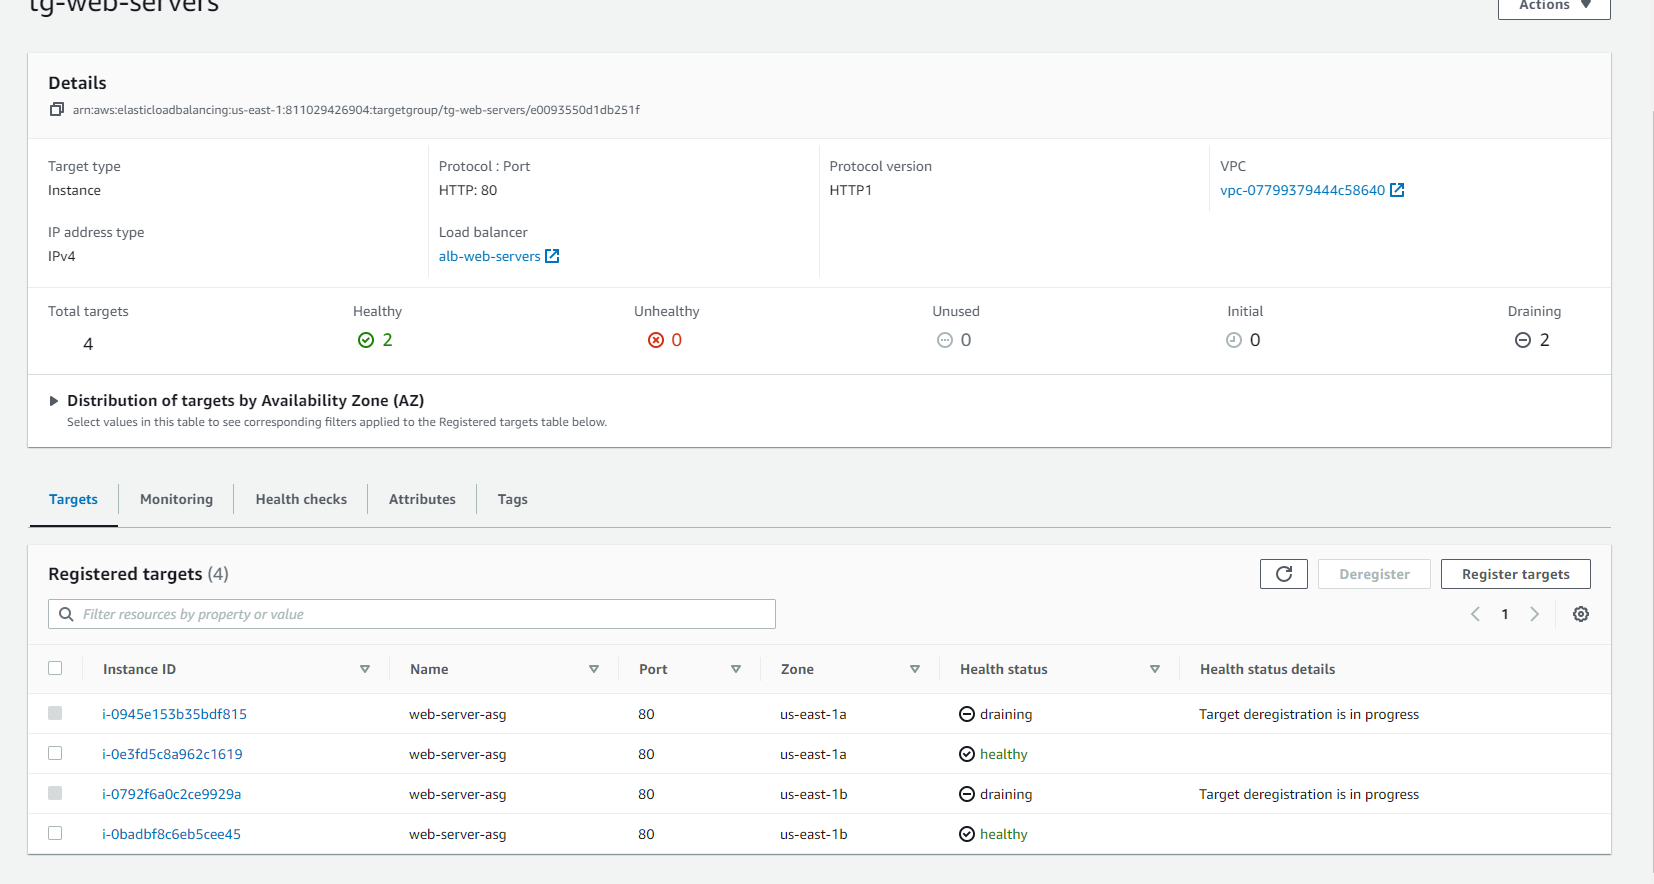 tg-web-servers
Actions
Details
arn:aws:elasticloadbalancing:us-east-1:811029426904:targetgroup/tg-web-servers/e0093550d1db251f
Target type
Instance
Protocol : Port
HTTP: 80
Protocol version
HTTP1
VPC
vpc-07799379444c58640
IP address type
IPv4
Load balancer
alb-web-servers
Total targets
4
Healthy
2
Unhealthy
0
Unused
0
Initial
0
Draining
2
Distribution of targets by Availability Zone (AZ)
Select values in this table to see corresponding filters applied to the Registered targets table below.
Targets Monitoring Health checks Attributes Tags
Registered targets (4)
Deregister
Register targets
Filter resources by property or value
1
Instance ID Name Port Zone Health status Health status details
i-0945e153b35bdf815 web-server-asg 80 us-east-1a draining Target deregistration is in progress
i-0e3fd5c8a962c1619 web-server-asg 80 us-east-1a healthy
i-0792f6a0c2ce9929a web-server-asg 80 us-east-1b draining Target deregistration is in progress
i-0badbf8c6eb5cee45 web-server-asg 80 us-east-1b healthy